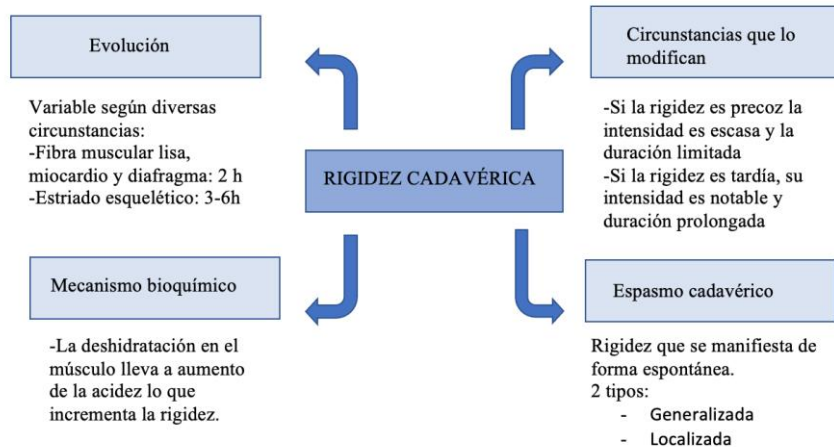 Evolución
Variable según diversas
circunstancias:
-Fibra muscular lisa,
miocardio y diafragma: 2 h
-Estriado esquelético: 3-6h
Circunstancias que lo
modifican
-Si la rigidez es precoz la
intensidad es escasa y la
duración limitada
-Si la rigidez es tardía, su
intensidad es notable y
duración prolongada
RIGIDEZ CADAVÉRICA
Mecanismo bioquímico
-La deshidratación en el
músculo lleva a aumento
de la acidez lo que
incrementa la rigidez.
Espasmo cadavérico
Rigidez que se manifiesta de
forma espontánea.
2 tipos:
- Generalizada
- Localizada